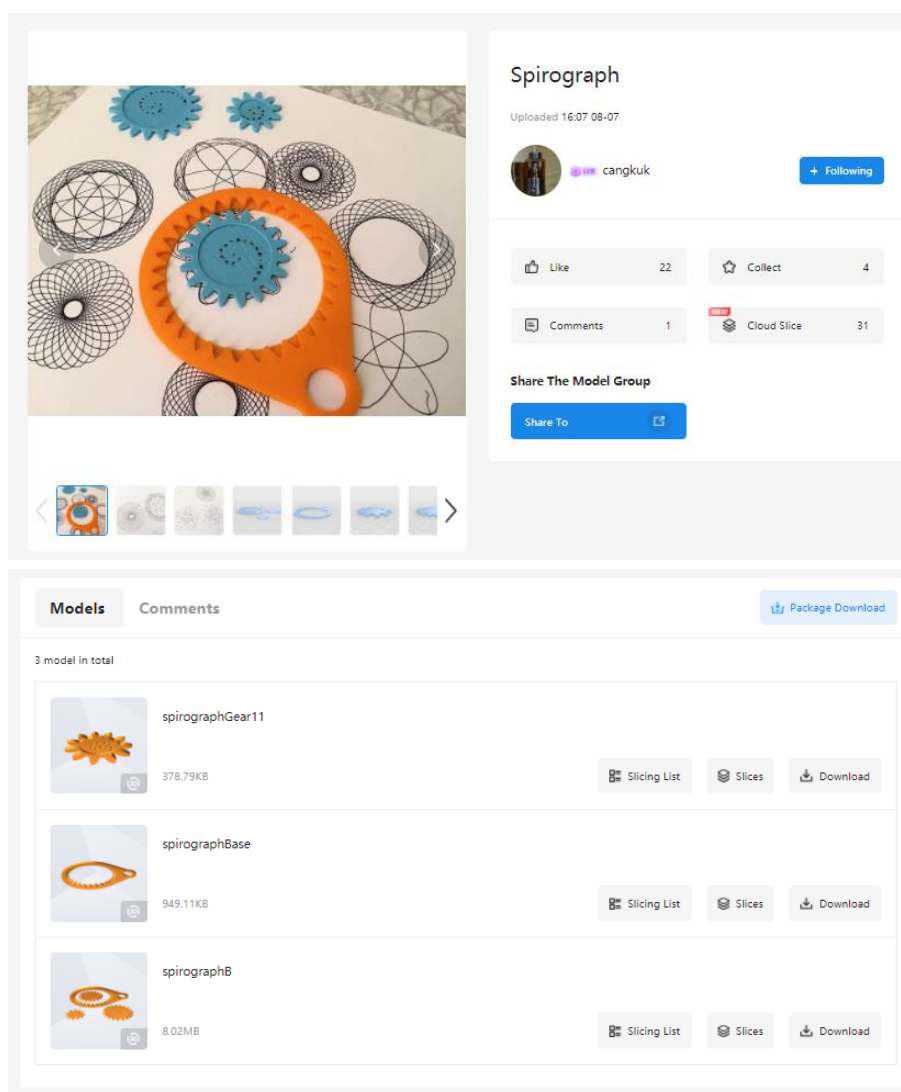 Spirograph
Uploaded 16:07 08-07
cangkuk
+ Following
Like 22
Collect 4
Comments 1
NEW
Cloud Slice 31
Share The Model Group
Share To
Models Comments
Package Download
3 model in total
spirographGear11
378.79KB Slicing List Slices Download
spirographBase
949.11KB Slicing List Slices Download
spirographB
8.02MB Slicing List Slices Download